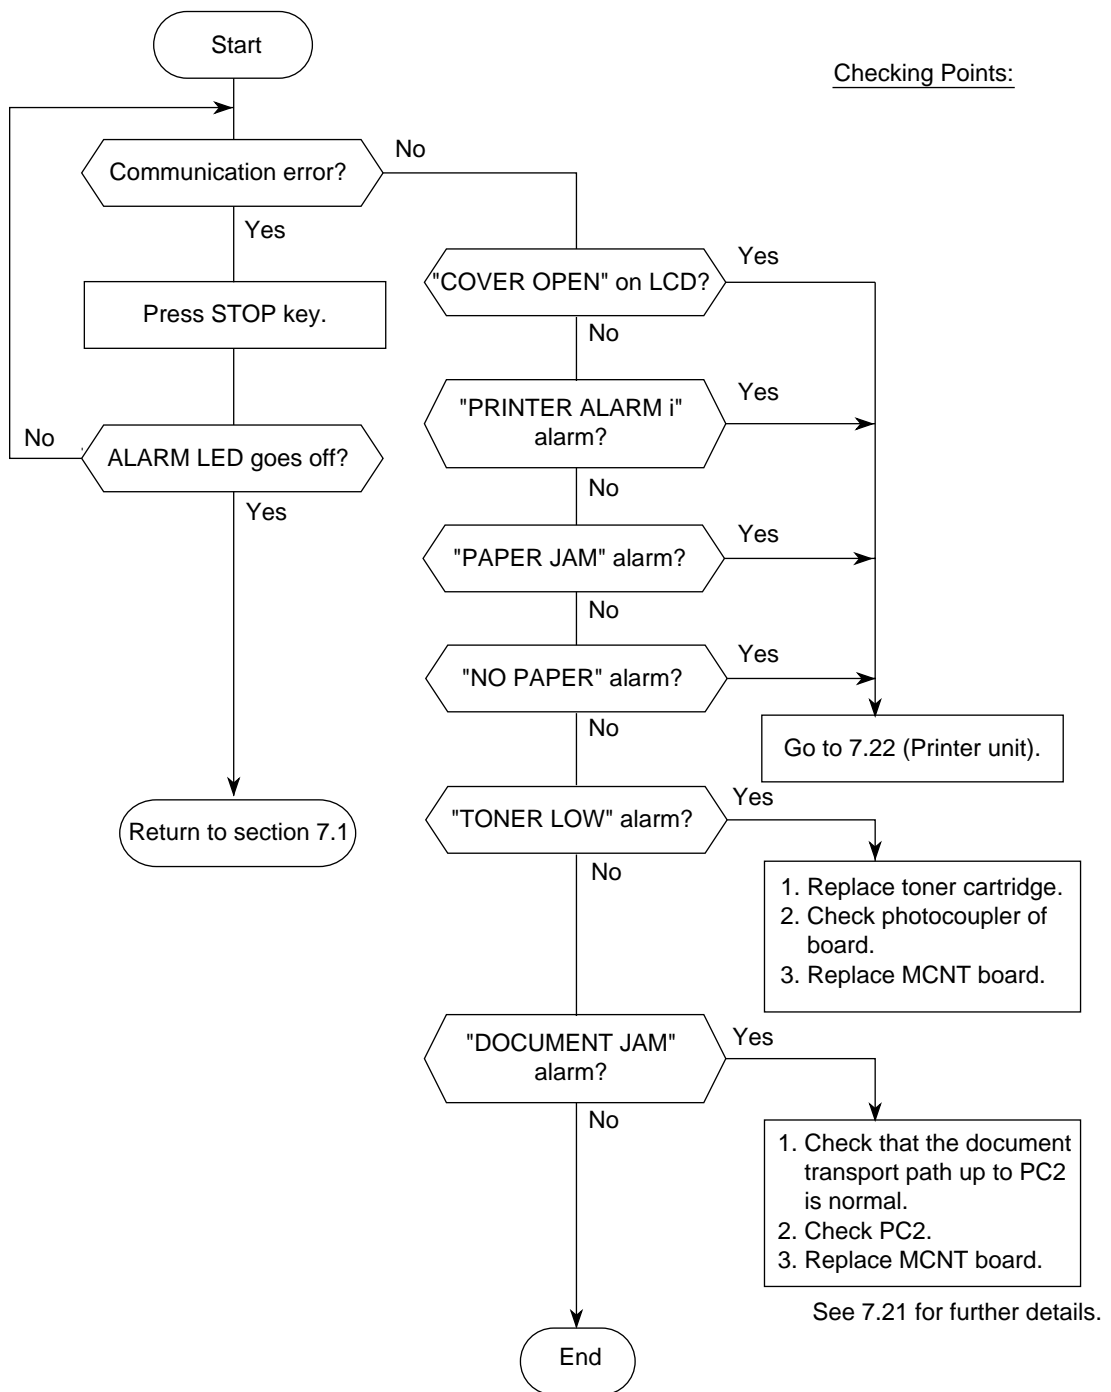 Start
Checking Points:
Communication error?
No
Yes
"COVER OPEN" on LCD?
Yes
No
Press STOP key.
"PRINTER ALARM i"
alarm?
Yes
No
ALARM LED goes off?
No
Yes
"PAPER JAM" alarm?
Yes
No
"NO PAPER" alarm?
Yes
No
Go to 7.22 (Printer unit).
Return to section 7.1
"TONER LOW" alarm?
Yes
No
1. Replace toner cartridge.
2. Check photocoupler of
board.
3. Replace MCNT board.
"DOCUMENT JAM"
alarm?
Yes
No
1. Check that the document
transport path up to PC2
is normal.
2. Check PC2.
3. Replace MCNT board.
See 7.21 for further details.
End